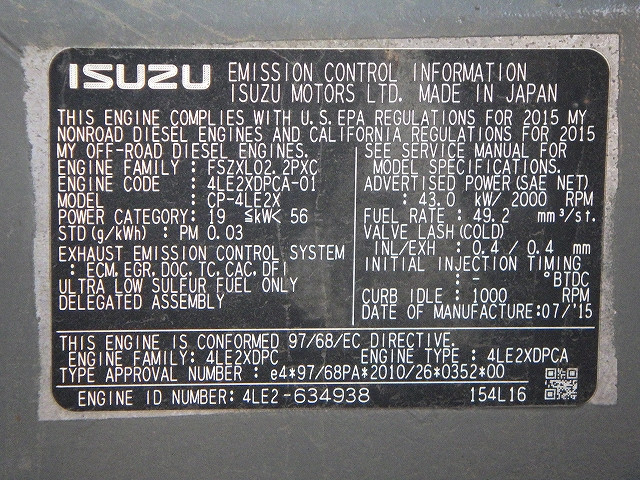 ISUZU EMISSION CONTROL INFORMATION
ISUZU MOTORS LTD. MADE IN JAPAN
THIS ENGINE COMPLIES WITH U.S.EPA REGULATIONS FOR 2015 MY
NONROAD DIESEL ENGINES AND CALIFORNIA REGULATIONS FOR 2015
MY OFF-ROAD DIESEL ENGINES.
ENGINE FAMILY : FSZXL02.2PXC
ENGINE CODE : 4LE2XDPCA-01
MODEL : CP-4LE2X
POWER CATEGORY: 19 ≦kW< 56
STD (g/kWh) : PM 0.03
EXHAUST EMISSION CONTROL SYSTEM
: ECM, EGR, DOC, TC, CAC, DFI
ULTRA LOW SULFUR FUEL ONLY
DELEGATED ASSEMBLY
SEE SERVICE MANUAL FOR
MODEL SPECIFICATIONS.
ADVERTISED POWER(SAE NET)
: 43.0 kW/ 2000 RPM
FUEL RATE : 49.2 mm³/st.
VALVE LASH (COLD)
INL/EXH : 0.4 / 0.4 mm
INITIAL INJECTION TIMING
: - °BTDC
CURB IDLE : 1000 RPM
DATE OF MANUFACTURE:07/'15
THIS ENGINE IS CONFORMED 97/68/EC DIRECTIVE.
ENGINE FAMILY: 4LE2XDPC ENGINE TYPE : 4LE2XDPCA
TYPE APPROVAL NUMBER : e4*97/68PA*2010/26*0352*00
ENGINE ID NUMBER: 4LE2-634938 154L16